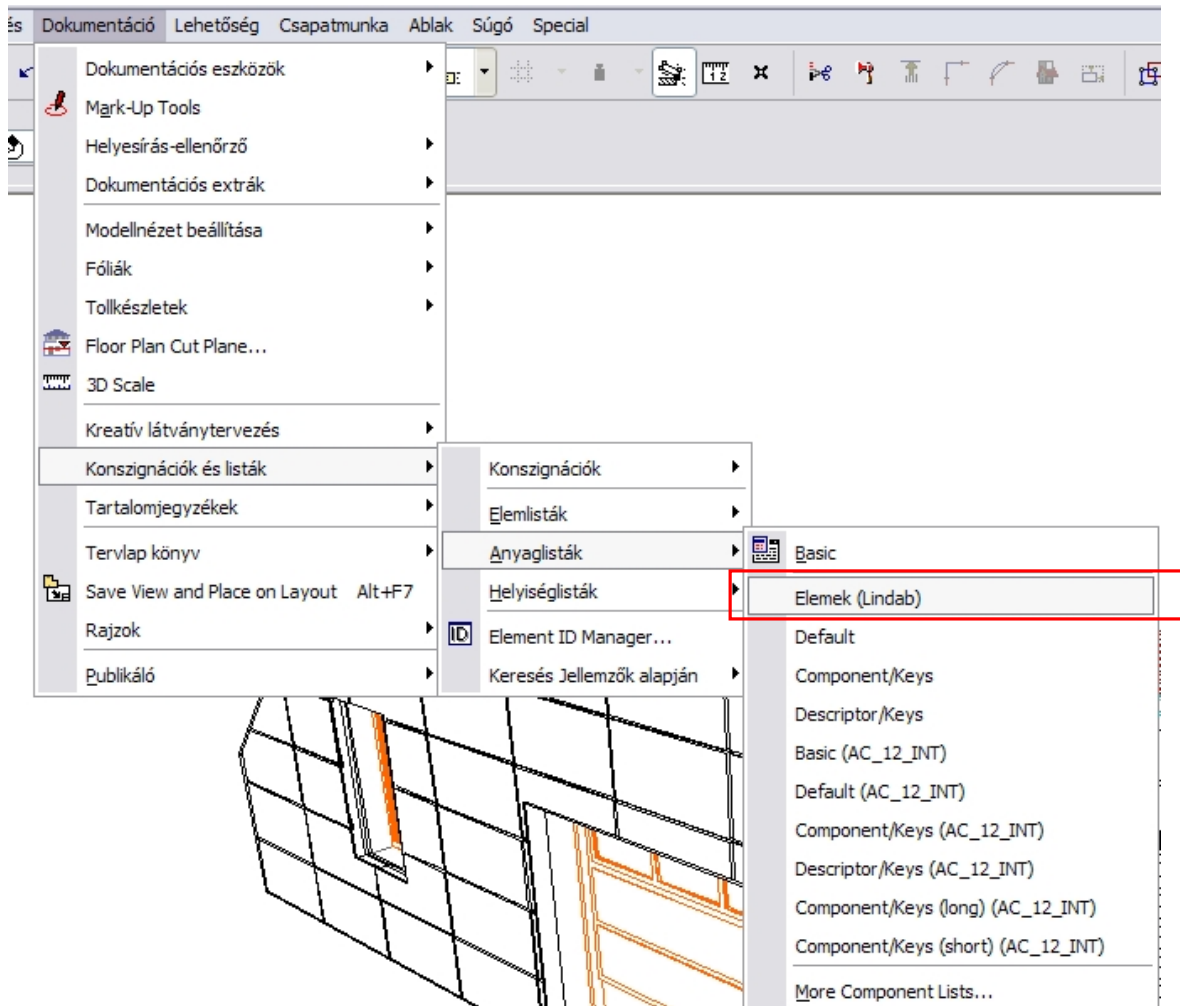 és Dokumentáció Lehetőség Csapatmunka Ablak Súgó Special
Dokumentációs eszközök
Mark-Up Tools
Helyesírás-ellenőrző
Dokumentációs extrák
Modellnézet beállítása
Fóliák
Tollkészletek
Floor Plan Cut Plane...
3D Scale
Kreatív látványtervezés
Konszignációk és listák
Tartalomjegyzékek
Tervlap könyv
Save View and Place on Layout Alt+F7
Rajzok
Publikáló
Konszignációk
Elemlisták
Anyaglisták
Helyiséglisták
ID Element ID Manager...
Keresés Jellemzők alapján
Basic
Elemek (Lindab)
Default
Component/Keys
Descriptor/Keys
Basic (AC_12_INT)
Default (AC_12_INT)
Component/Keys (AC_12_INT)
Descriptor/Keys (AC_12_INT)
Component/Keys (long) (AC_12_INT)
Component/Keys (short) (AC_12_INT)
More Component Lists...